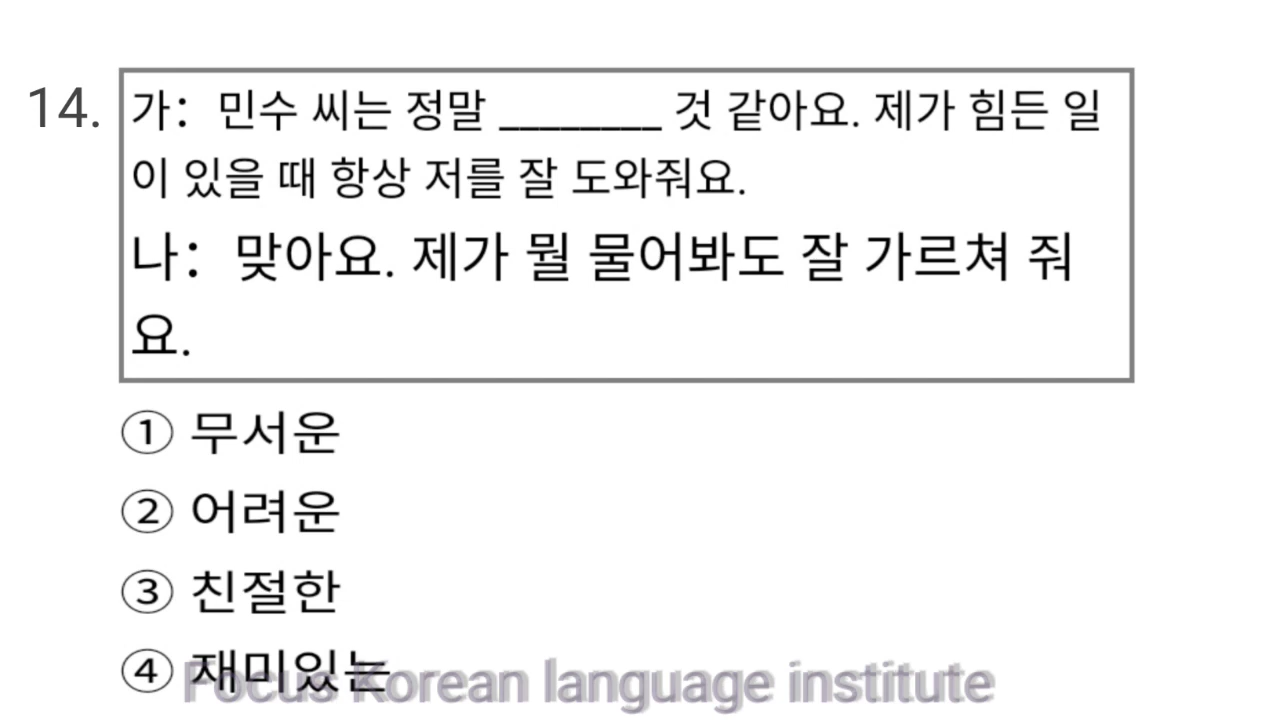 14. 가: 민수 씨는 정말 ________ 것 같아요. 제가 힘든 일
이 있을 때 항상 저를 잘 도와줘요.
나: 맞아요. 제가 뭘 물어봐도 잘 가르쳐 줘
요.
① 무서운
② 어려운
③ 친절한
④ 재미있는
Focus Korean language institute